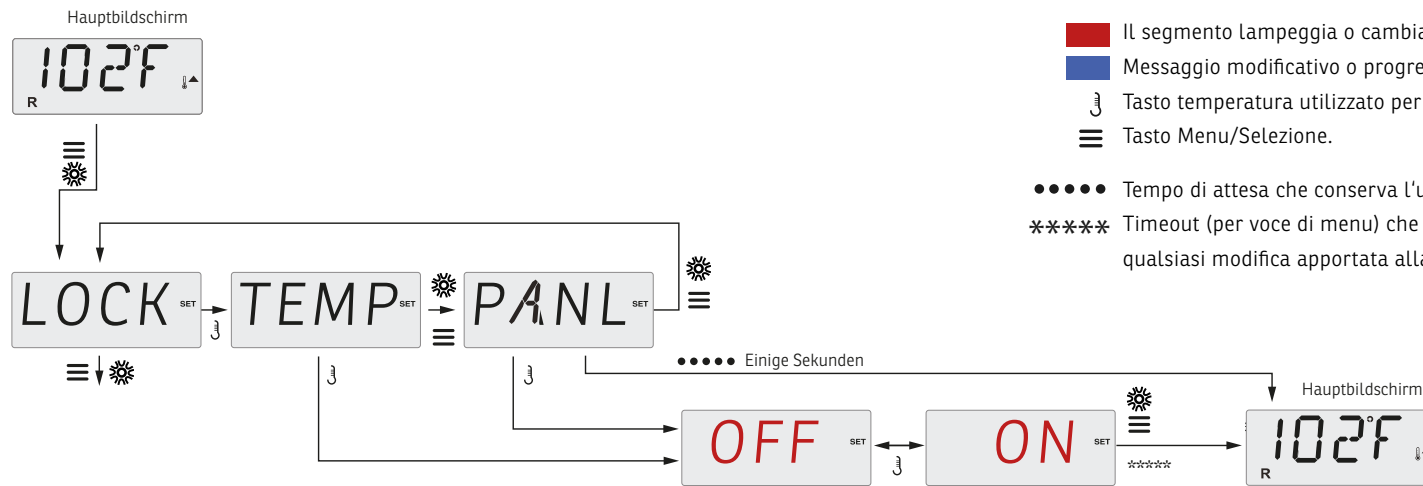 Hauptbildschirm
102°F
R
Il segmento lampeggia o cambia
Messaggio modificativo o progre
Tasto temperatura utilizzato per
Tasto Menu/Selezione.
Tempo di attesa che conserva l'u
***** Timeout (per voce di menu) che
qualsiasi modifica apportata alla
LOCK SET
TEMP SET
PANL SET
Einige Sekunden
Hauptbildschirm
OFF SET
ON SET
*****
102°F
R